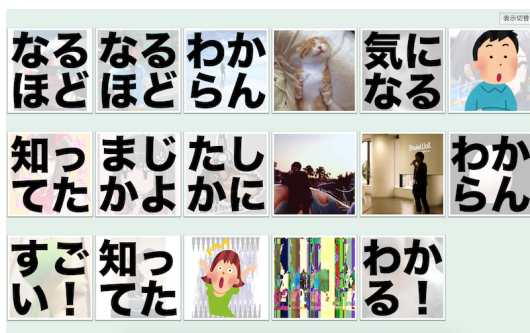 表示切替
なる
ほど
なる
ほど
わか
らん
気に
なる
知っ
てた
まじ
かよ
たし
かに
ShakeWell
わか
らん
すご
い！
知っ
てた
わか
る！